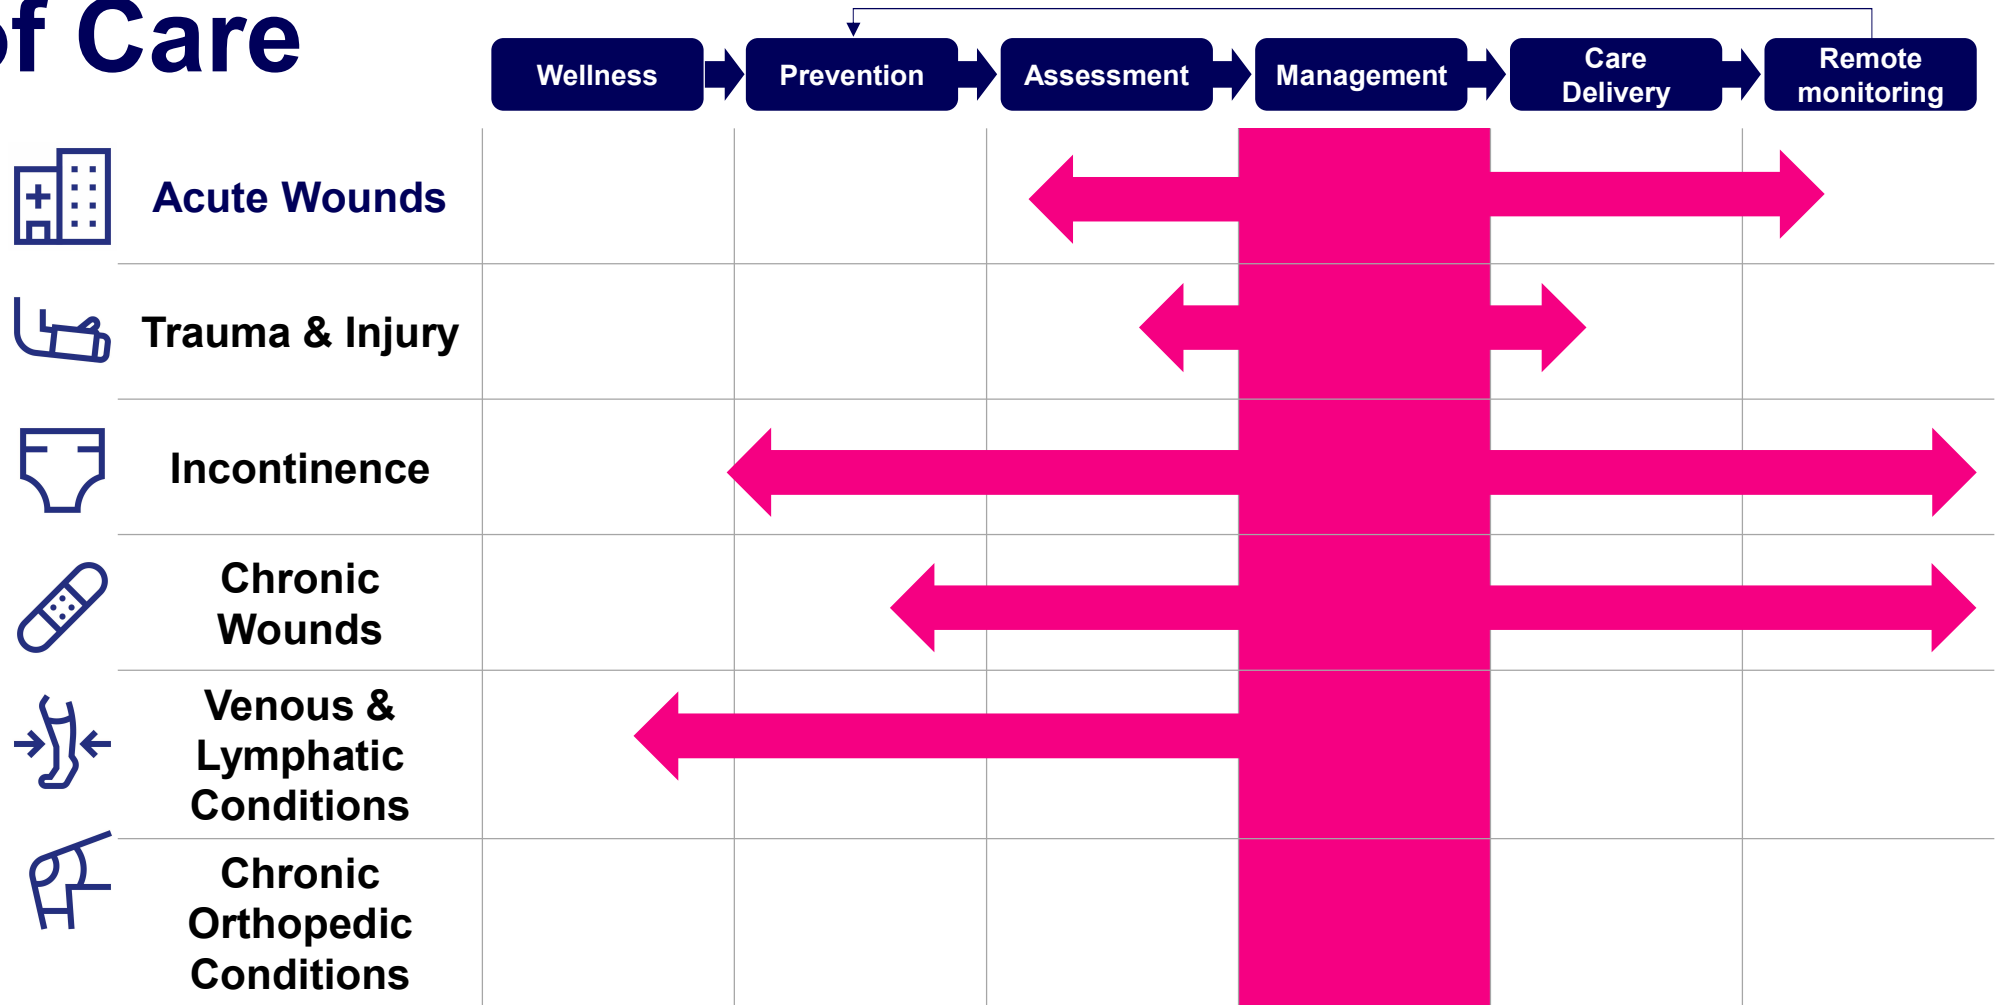 of Care
Wellness
Prevention
Assessment
Management
Care
Delivery
Remote
monitoring
Acute Wounds
Trauma & Injury
Incontinence
Chronic
Wounds
Venous &
Lymphatic
Conditions
Chronic
Orthopedic
Conditions